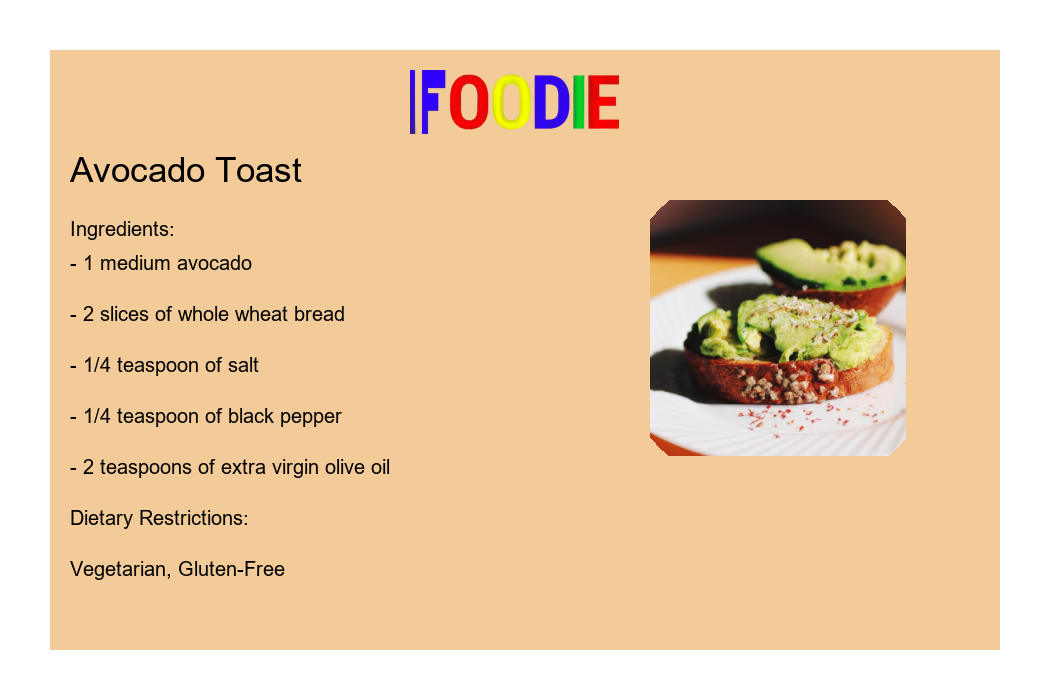 FOODIE
Avocado Toast
Ingredients:
- 1 medium avocado
- 2 slices of whole wheat bread
- 1/4 teaspoon of salt
- 1/4 teaspoon of black pepper
- 2 teaspoons of extra virgin olive oil
Dietary Restrictions:
Vegetarian, Gluten-Free